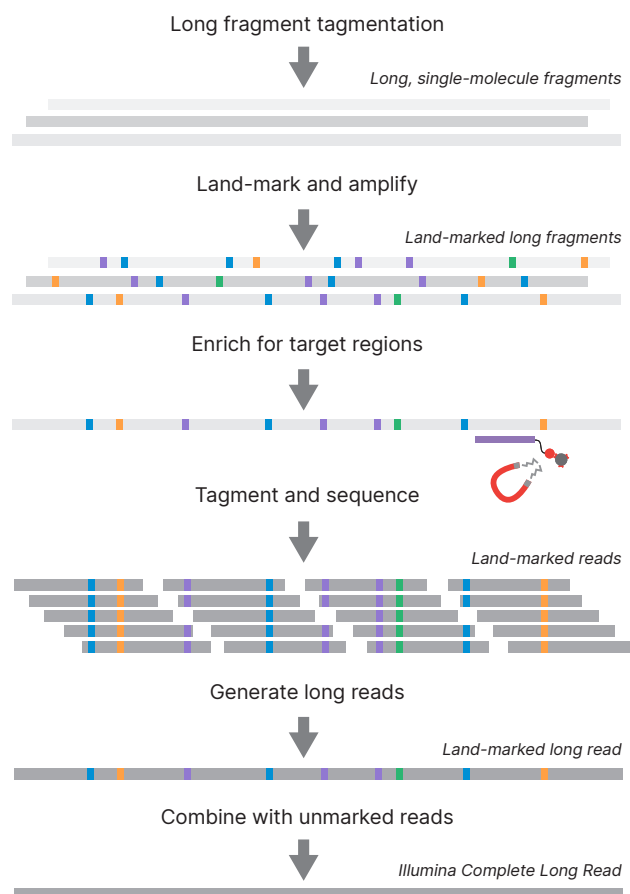 Long fragment tagmentation
Long, single-molecule fragments
Land-mark and amplify
Land-marked long fragments
Enrich for target regions
Tagment and sequence
Land-marked reads
Generate long reads
Land-marked long read
Combine with unmarked reads
Illumina Complete Long Read